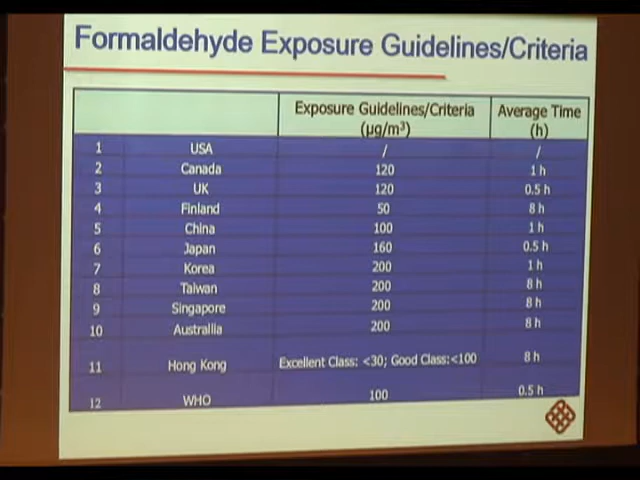 Formaldehyde Exposure Guidelines/Criteria
Exposure Guidelines/Criteria Average Time
(µg/m³) (h)
1 USA / /
2 Canada 120 1 h
3 UK 120 0.5 h
4 Finland 50 8 h
5 China 100 1 h
6 Japan 160 0.5 h
7 Korea 200 1 h
8 Taiwan 200 8 h
9 Singapore 200 8 h
10 Australlia 200 8 h
11 Hong Kong Excellent Class: <30; Good Class:<100 8 h
12 WHO 100 0.5 h